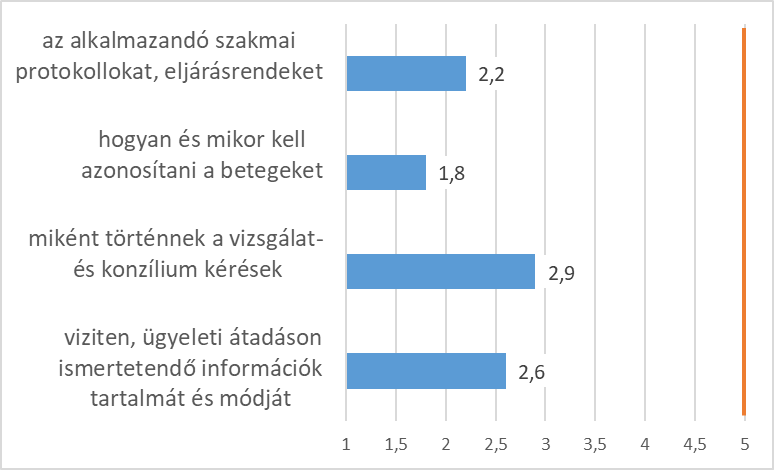 az alkalmazandó szakmai
protokollokat, eljárásrendeket
2,2
hogyan és mikor kell
azonosítani a betegeket
1,8
miként történnek a vizsgálat-
és konzílium kérések
2,9
viziten, ügyeleti átadáson
ismertetendő információk
tartalmát és módját
2,6
1 1,5 2 2,5 3 3,5 4 4,5 5